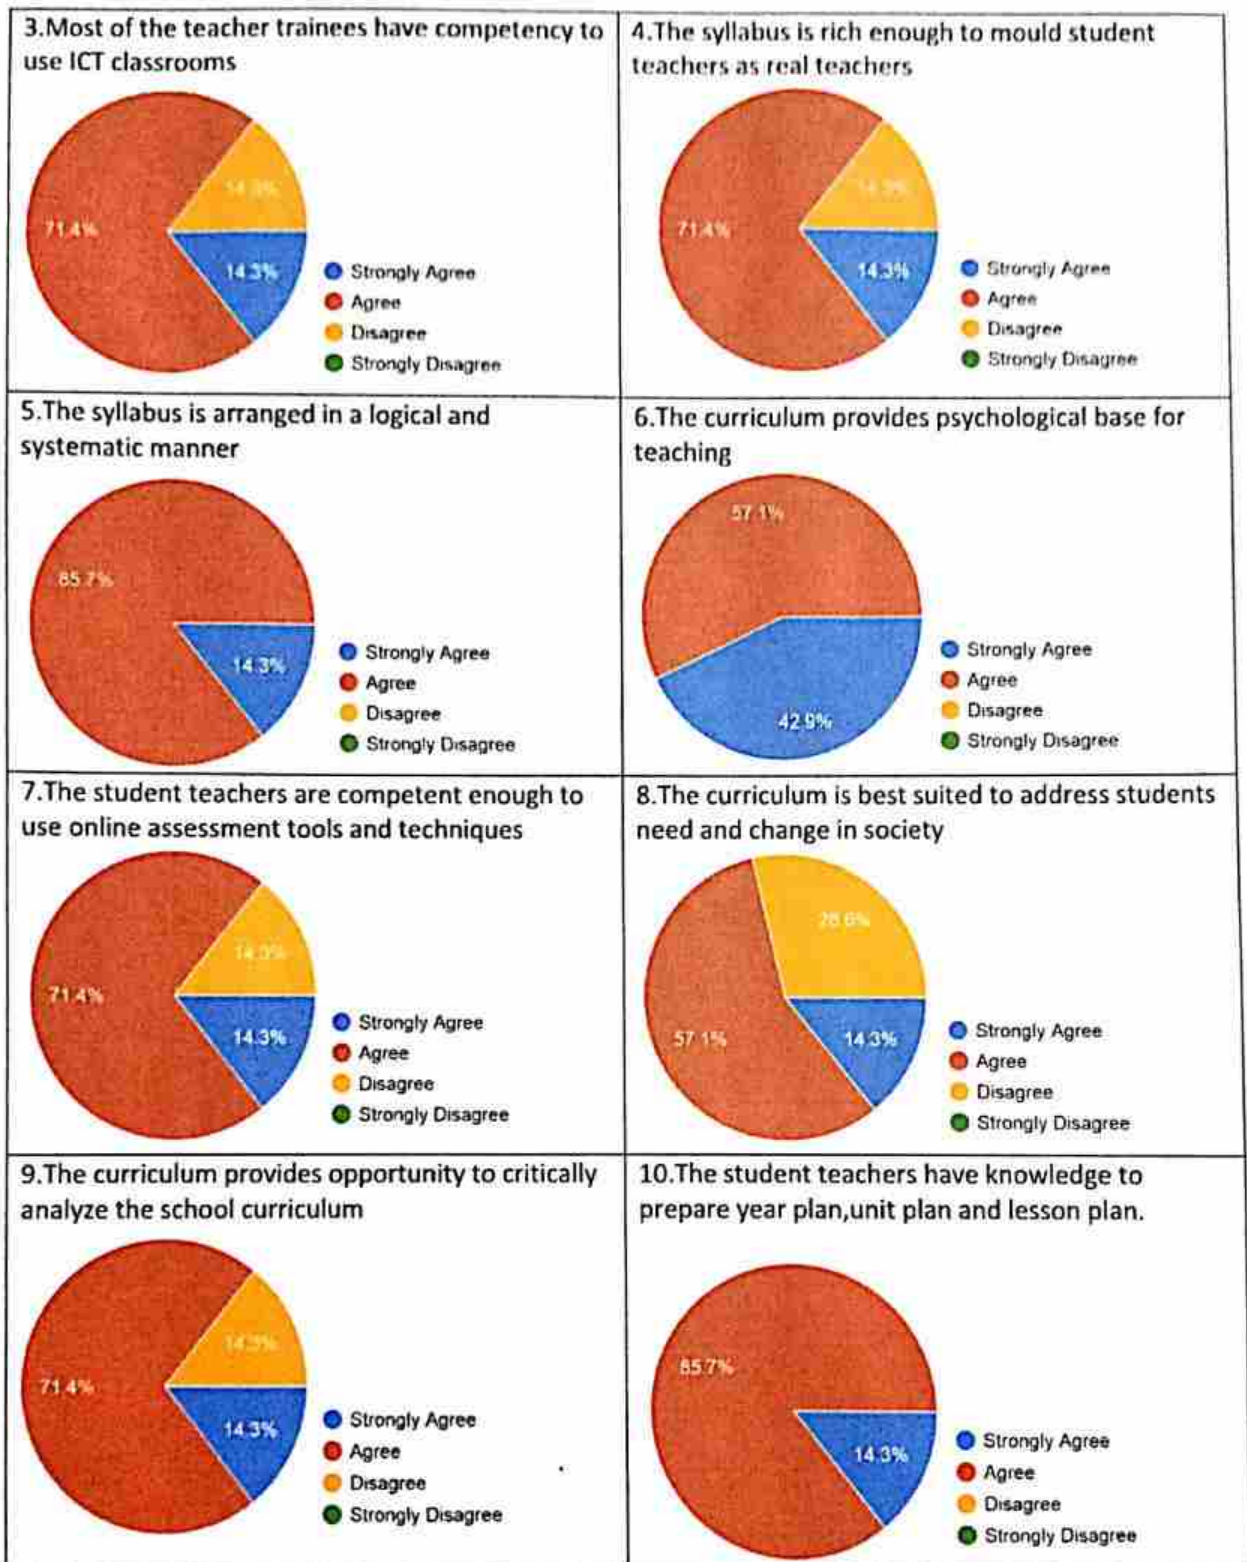 3.Most of the teacher trainees have competency to
use ICT classrooms
71.4%
14.3%
14.3%
Strongly Agree
Agree
Disagree
Strongly Disagree
4.The syllabus is rich enough to mould student
teachers as real teachers
71.4%
14.3%
14.3%
Strongly Agree
Agree
Disagree
Strongly Disagree
5.The syllabus is arranged in a logical and
systematic manner
85.7%
14.3%
Strongly Agree
Agree
Disagree
Strongly Disagree
6.The curriculum provides psychological base for
teaching
57.1%
42.9%
Strongly Agree
Agree
Disagree
Strongly Disagree
7.The student teachers are competent enough to
use online assessment tools and techniques
71.4%
14.3%
14.3%
Strongly Agree
Agree
Disagree
Strongly Disagree
8.The curriculum is best suited to address students
need and change in society
28.6%
57.1%
14.3%
Strongly Agree
Agree
Disagree
Strongly Disagree
9.The curriculum provides opportunity to critically
analyze the school curriculum
14.3%
71.4%
14.3%
Strongly Agree
Agree
Disagree
Strongly Disagree
10.The student teachers have knowledge to
prepare year plan,unit plan and lesson plan.
85.7%
14.3%
Strongly Agree
Agree
Disagree
Strongly Disagree